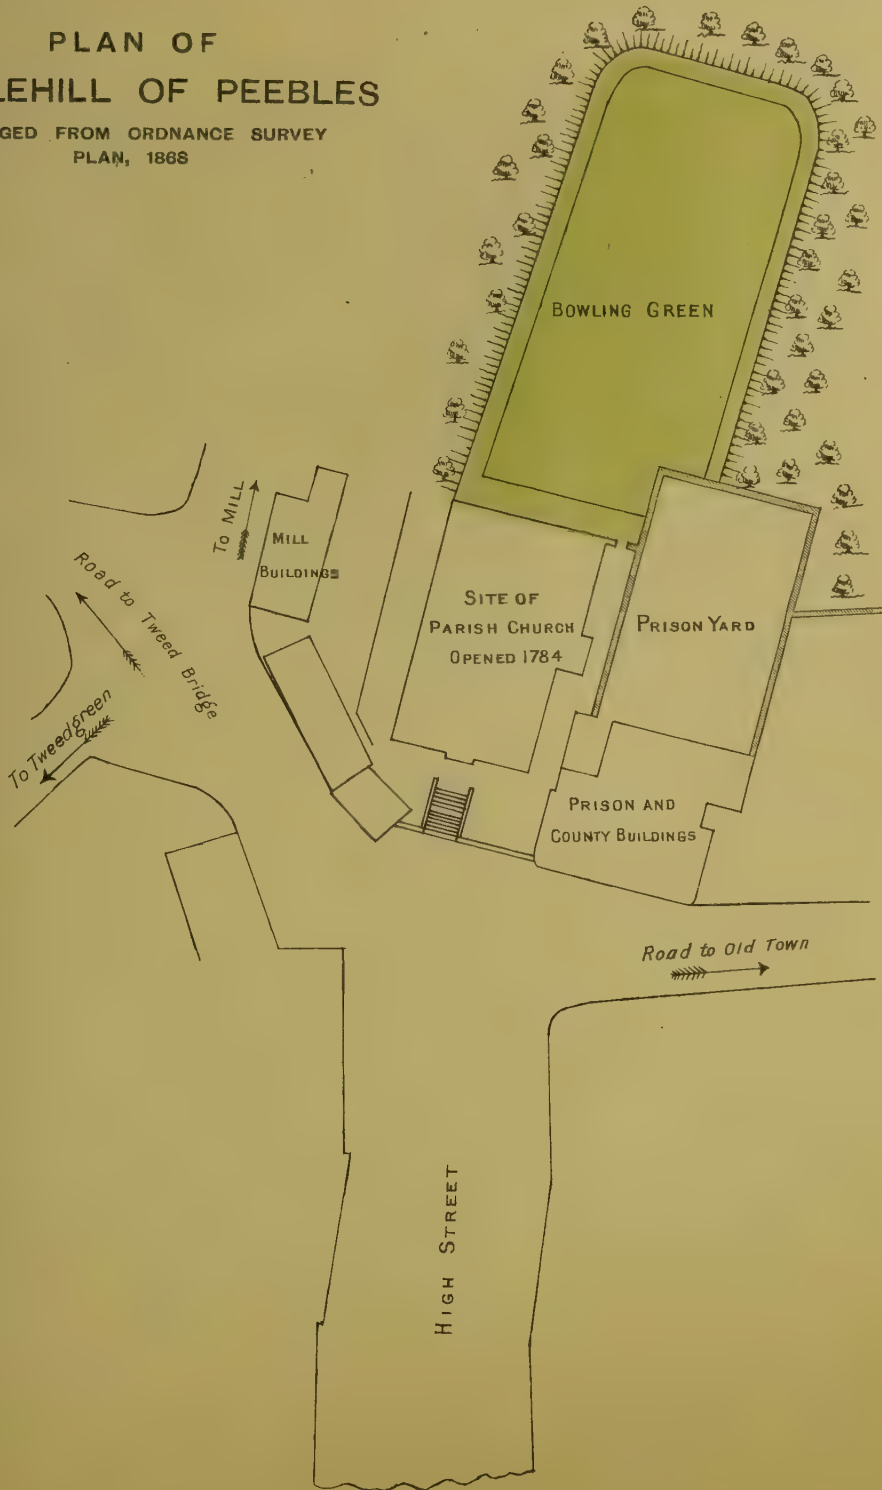 PLAN OF
LEHILL OF PEEBLES
GED FROM ORDNANCE SURVEY
PLAN, 1868
BOWLING GREEN
TO MILL
MILL
BUILDINGS
Road to Tweed Bridge
SITE OF
PARISH CHURCH
OPENED 1784
PRISON YARD
To Tweedgreen
PRISON AND
COUNTY BUILDINGS
Road to Old Town
HIGH STREET